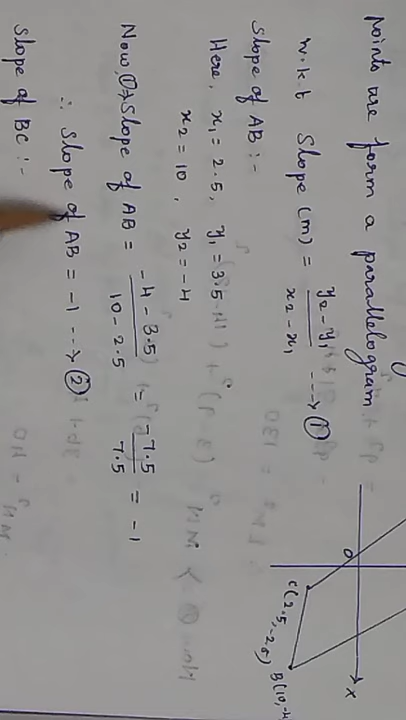 points are form a parallelogram.
w.k.t Slope (m) = y₂-y₁ / x₂-x₁ ---→ ①
Slope of AB :-
Here, x₁ = 2.5, y₁ = 3.5
x₂ = 10, y₂ = -4
Now, ①→ Slope of AB = -4-3.5 / 10-2.5 = -7.5 / 7.5 = -1
∴ Slope of AB = -1 ---→ ②
Slope of BC :-
O
X
C(2.5,-2.5)
B(10,-4